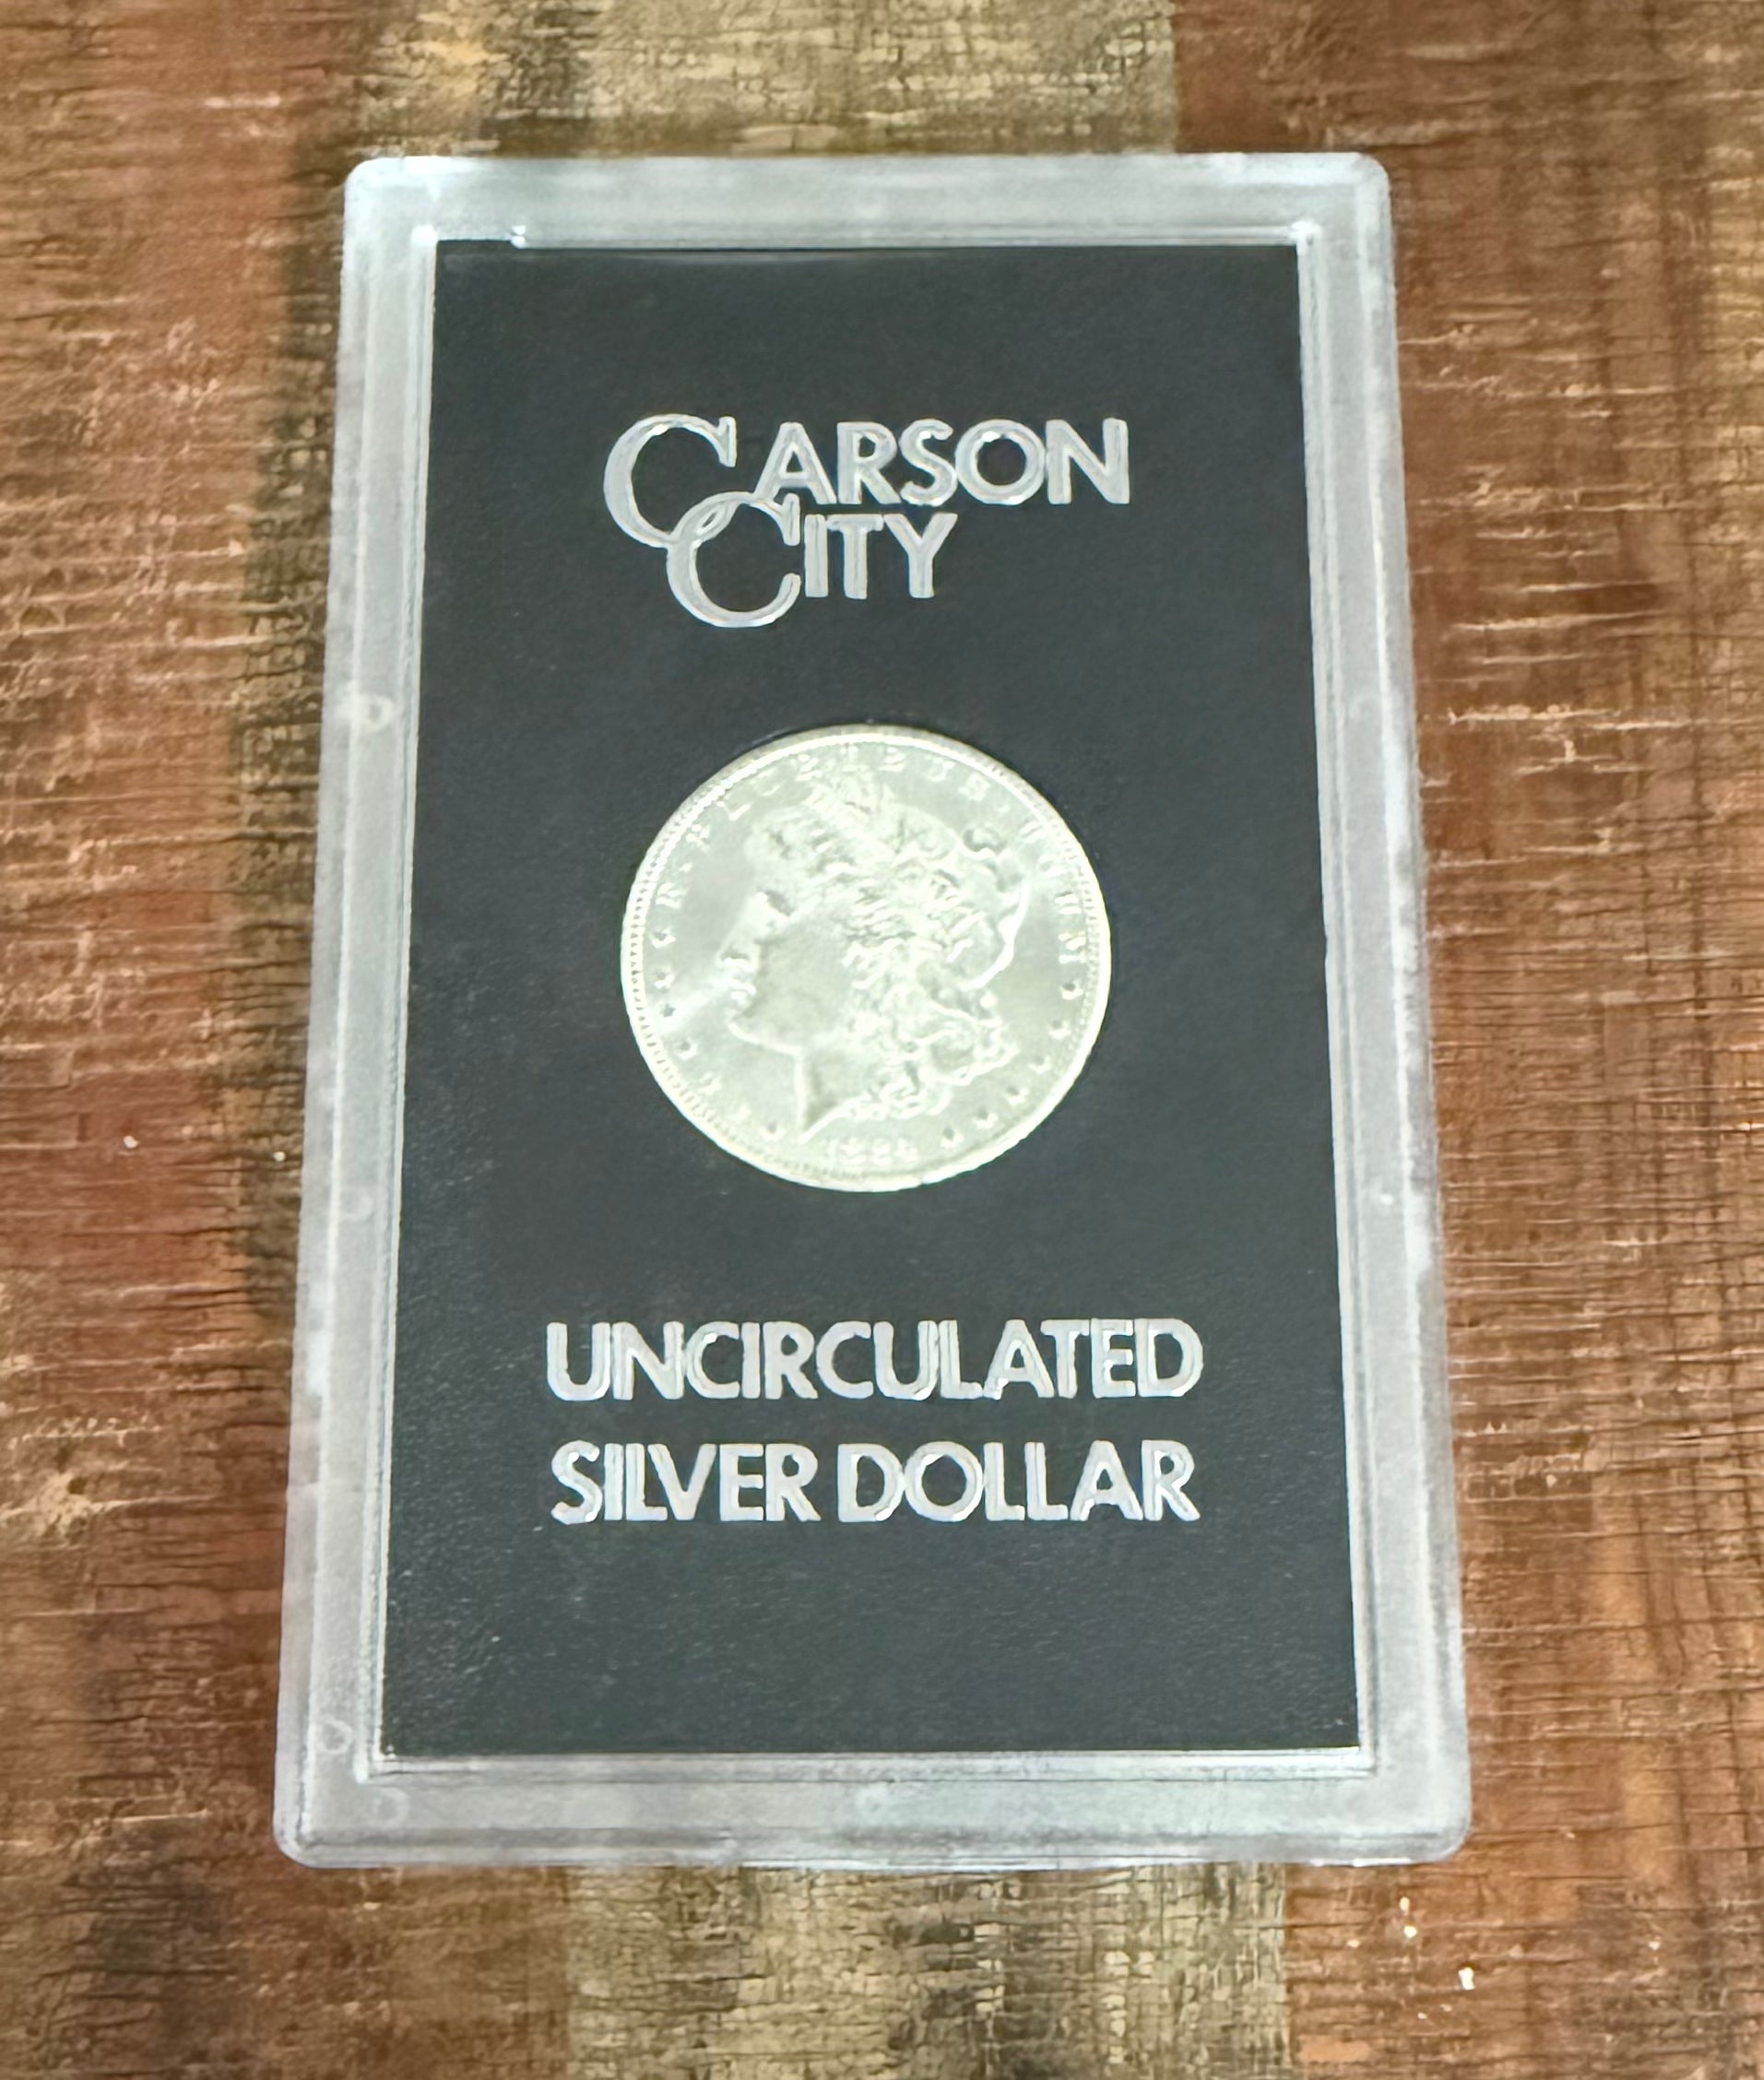 CARSON
CITY
UNCIRCULATED
SILVER DOLLAR